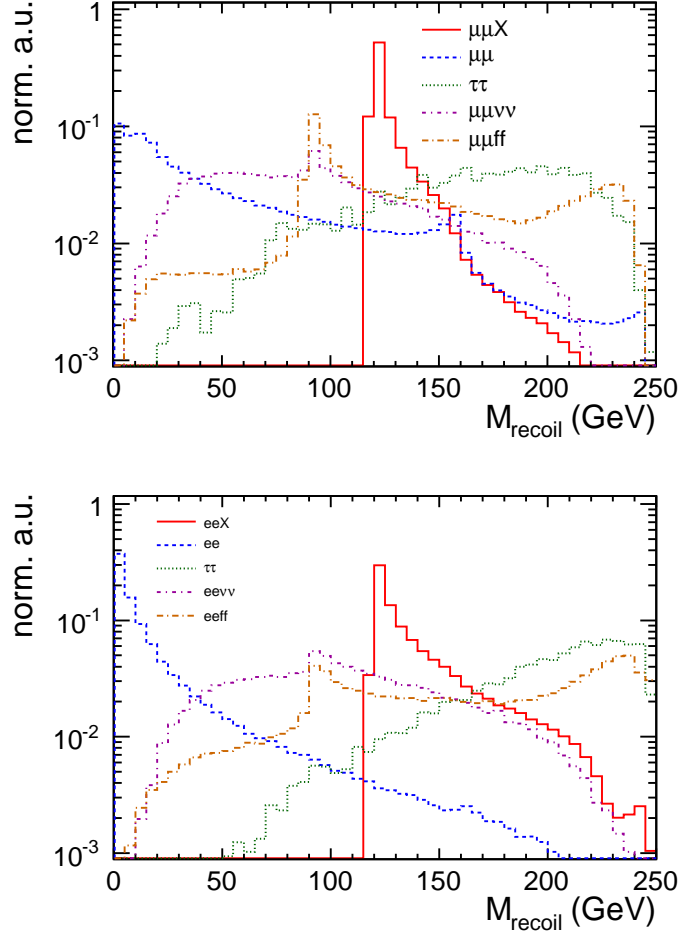 norm. a.u.
1
10⁻¹
10⁻²
10⁻³
μμX
μμ
ττ
μμνν
μμff
0 50 100 150 200 250
M_recoil (GeV)
norm. a.u.
1
10⁻¹
10⁻²
10⁻³
eeX
ee
ττ
eeνν
eeff
0 50 100 150 200 250
M_recoil (GeV)